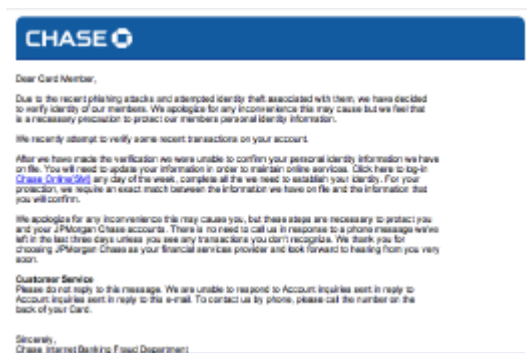 CHASE
Dear Card Member,
Due to the recent phishing attacks and attempted identity theft associated with them, we have decided
to verify identity of our members. We apologize for any inconvenience this may cause but we feel that
is a necessary precaution to protect our members personal identity information.
We recently attempt to verify some recent transactions on your account.
After we have made the verification we were unable to confirm your personal identity information we have
on file. You will need to update your information in order to maintain online services. Click here to log-in
Chase Online(SM) any day of the week, complete all the we need to establish your identity. For your
protection, we require an exact match between the information we have on file and the information that
you will confirm.
We apologize for any inconvenience this may cause you, but these steps are necessary to protect you
and your JPMorgan Chase accounts. There is no need to call us in response to a phone message we've
left in the last three days unless you see any transactions you don't recognize. We thank you for
choosing JPMorgan Chase as your financial services provider and look forward to hearing from you very
soon.
Customer Service
Please do not reply to this message. We are unable to respond to Account inquiries sent in reply to
Account inquiries sent in reply to this e-mail. To contact us by phone, please call the number on the
back of your Card.
Sincerely,
Chase Internet Banking Fraud Department